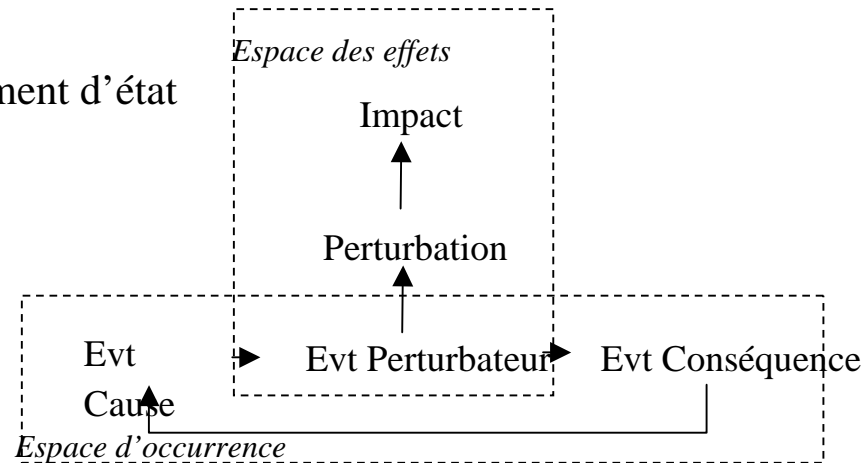 Espace des effets
ment d'état
Impact
Perturbation
Evt
Cause
Evt Perturbateur
Evt Conséquence
Espace d'occurrence